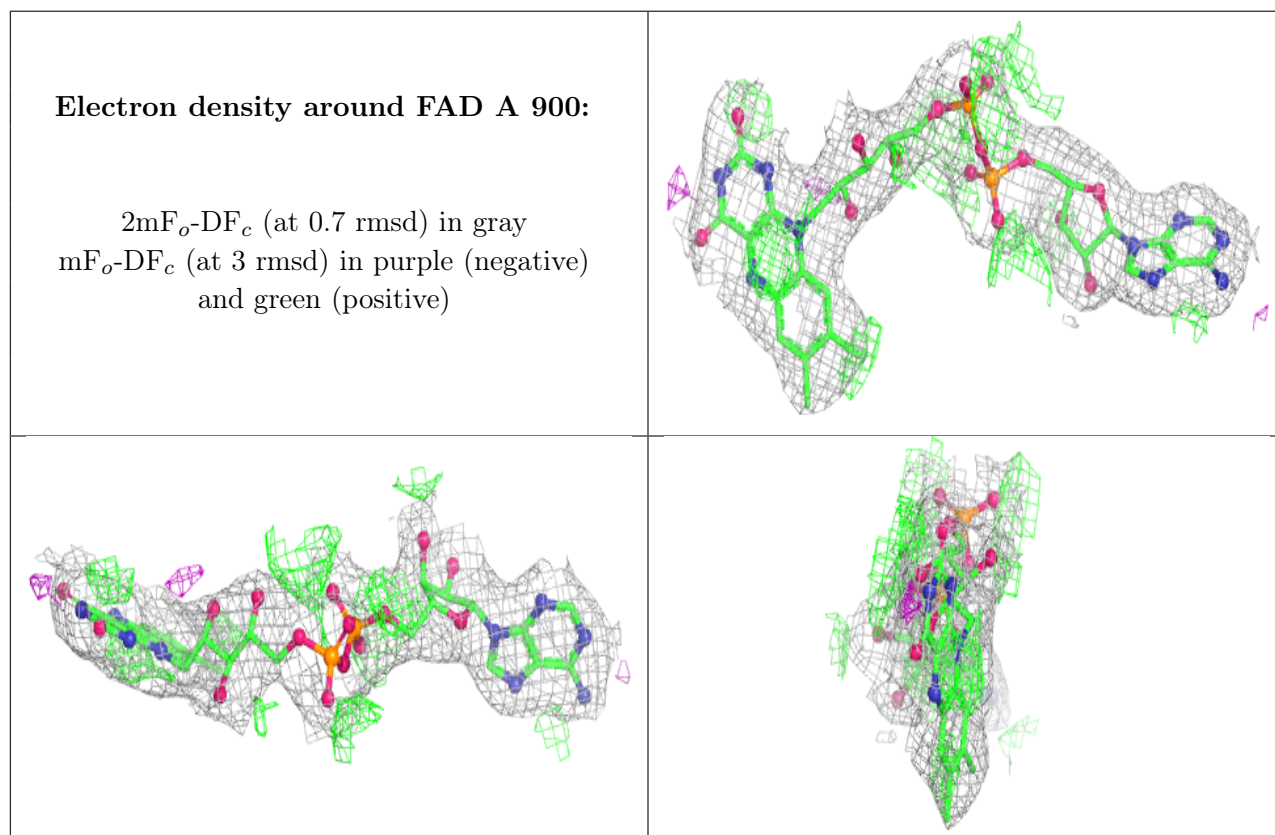 Electron density around FAD A 900:
2mFₒ-DF𝒸 (at 0.7 rmsd) in gray
mFₒ-DF𝒸 (at 3 rmsd) in purple (negative)
and green (positive)